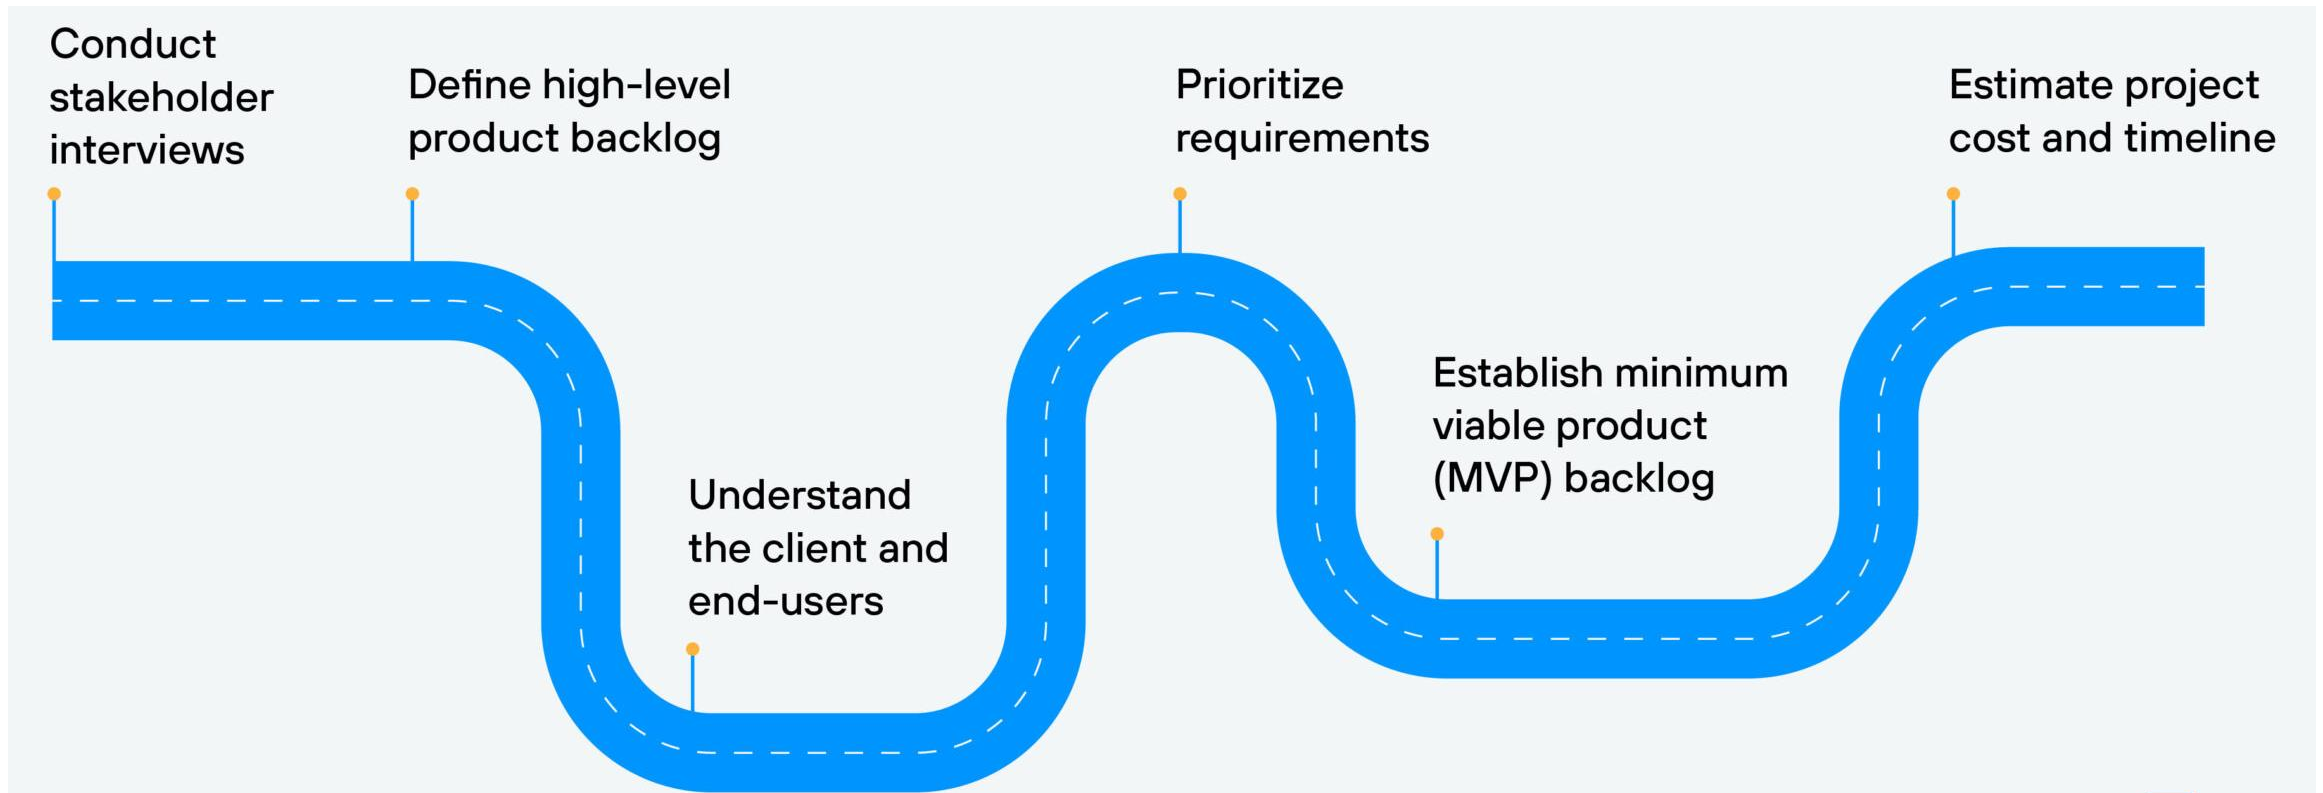 Conduct
stakeholder
interviews
Define high-level
product backlog
Understand
the client and
end-users
Prioritize
requirements
Establish minimum
viable product
(MVP) backlog
Estimate project
cost and timeline